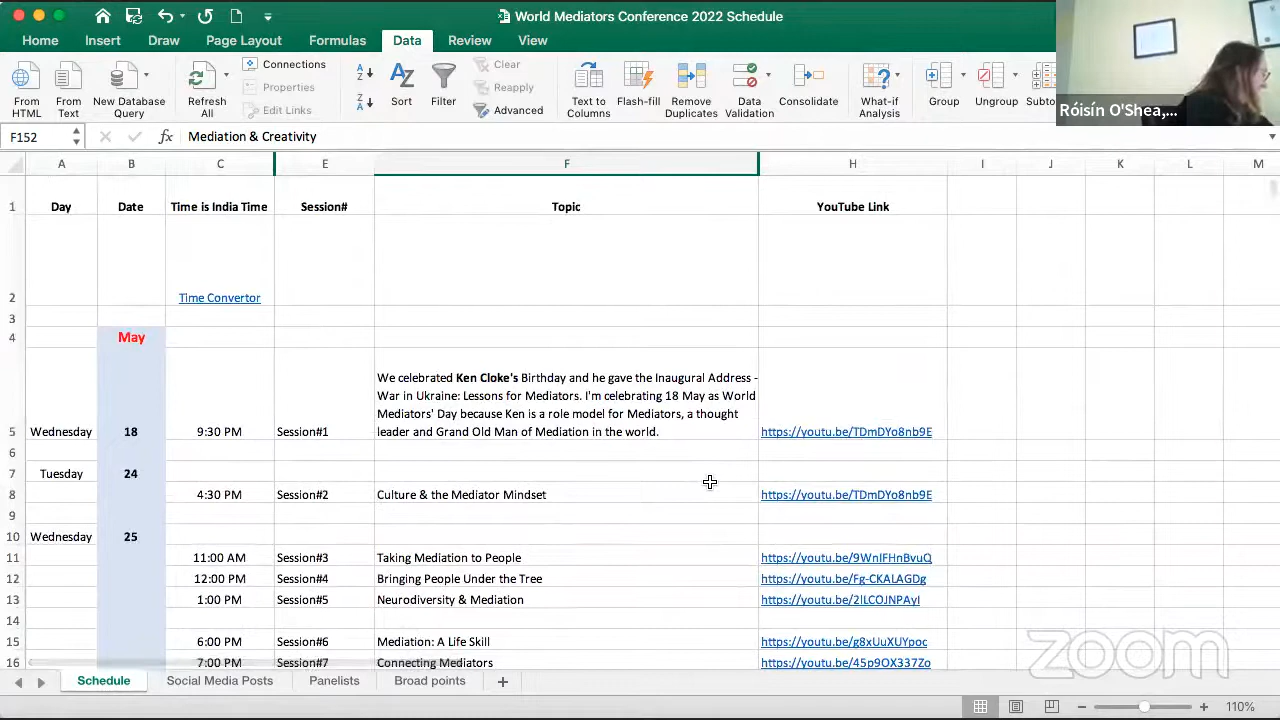 World Mediators Conference 2022 Schedule
Home Insert Draw Page Layout Formulas Data Review View
From HTML From Text New Database Query Refresh All Connections Properties Edit Links Sort Filter Clear Reapply Advanced Text to Columns Flash-fill Remove Duplicates Data Validation Consolidate What-if Analysis Group Ungroup
Róisín O'Shea,...
F152 fx Mediation & Creativity
A B C E F H I J K L M
1 Day Date Time is India Time Session# Topic YouTube Link
2 Time Convertor
3
4 May
We celebrated Ken Cloke's Birthday and he gave the Inaugural Address -
War in Ukraine: Lessons for Mediators. I'm celebrating 18 May as World
Mediators' Day because Ken is a role model for Mediators, a thought
5 Wednesday 18 9:30 PM Session#1 leader and Grand Old Man of Mediation in the world. https://youtu.be/TDmDYo8nb9E
6
7 Tuesday 24
8 4:30 PM Session#2 Culture & the Mediator Mindset https://youtu.be/TDmDYo8nb9E
9
10 Wednesday 25
11 11:00 AM Session#3 Taking Mediation to People https://youtu.be/9WnIFHnBvuQ
12 12:00 PM Session#4 Bringing People Under the Tree https://youtu.be/Fg-CKALAGDg
13 1:00 PM Session#5 Neurodiversity & Mediation https://youtu.be/2lLCOJNPAyI
14
15 6:00 PM Session#6 Mediation: A Life Skill https://youtu.be/g8xUuXUYpoc
16 7:00 PM Session#7 Connecting Mediators https://youtu.be/45p9OX337Zo
zoom
Schedule Social Media Posts Panelists Broad points
110%